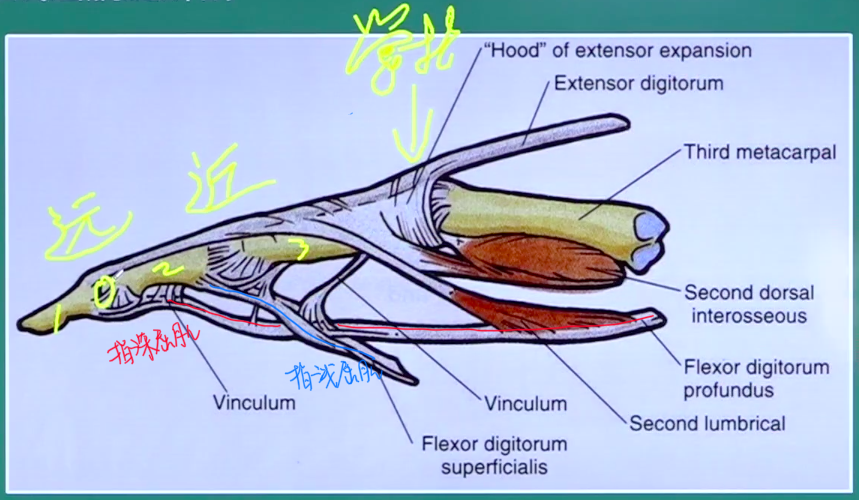 掌指
"Hood" of extensor expansion
Extensor digitorum
Third metacarpal
远
近
1
2
3
Second dorsal
interosseous
指深屈肌
指浅屈肌
Flexor digitorum
profundus
Vinculum
Vinculum
Second lumbrical
Flexor digitorum
superficialis